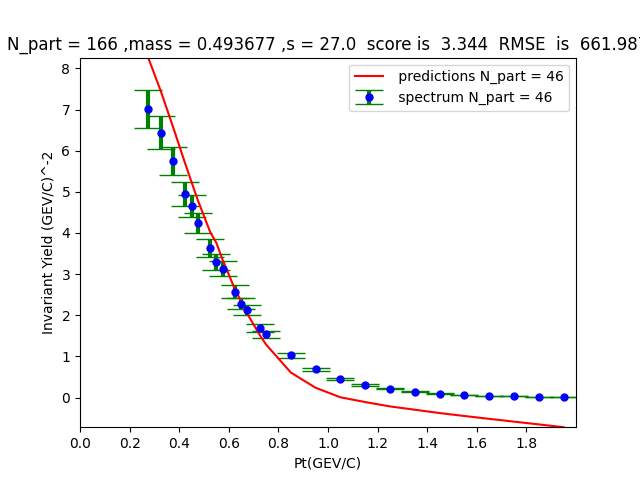 N_part = 166 ,mass = 0.493677 ,s = 27.0  score is  3.344  RMSE  is  661.987
predictions N_part = 46
spectrum N_part = 46
Invariant Yield (GEV/C)^-2
8
7
6
5
4
3
2
1
0
0.0 0.2 0.4 0.6 0.8 1.0 1.2 1.4 1.6 1.8
Pt(GEV/C)